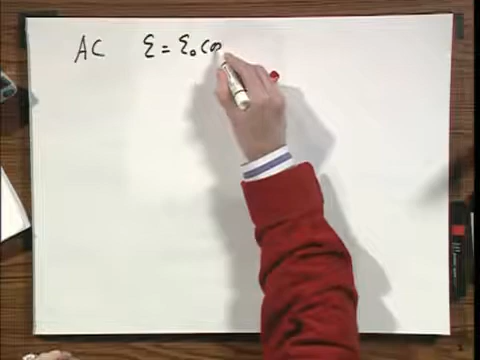 AC ℰ = ℰ₀ co